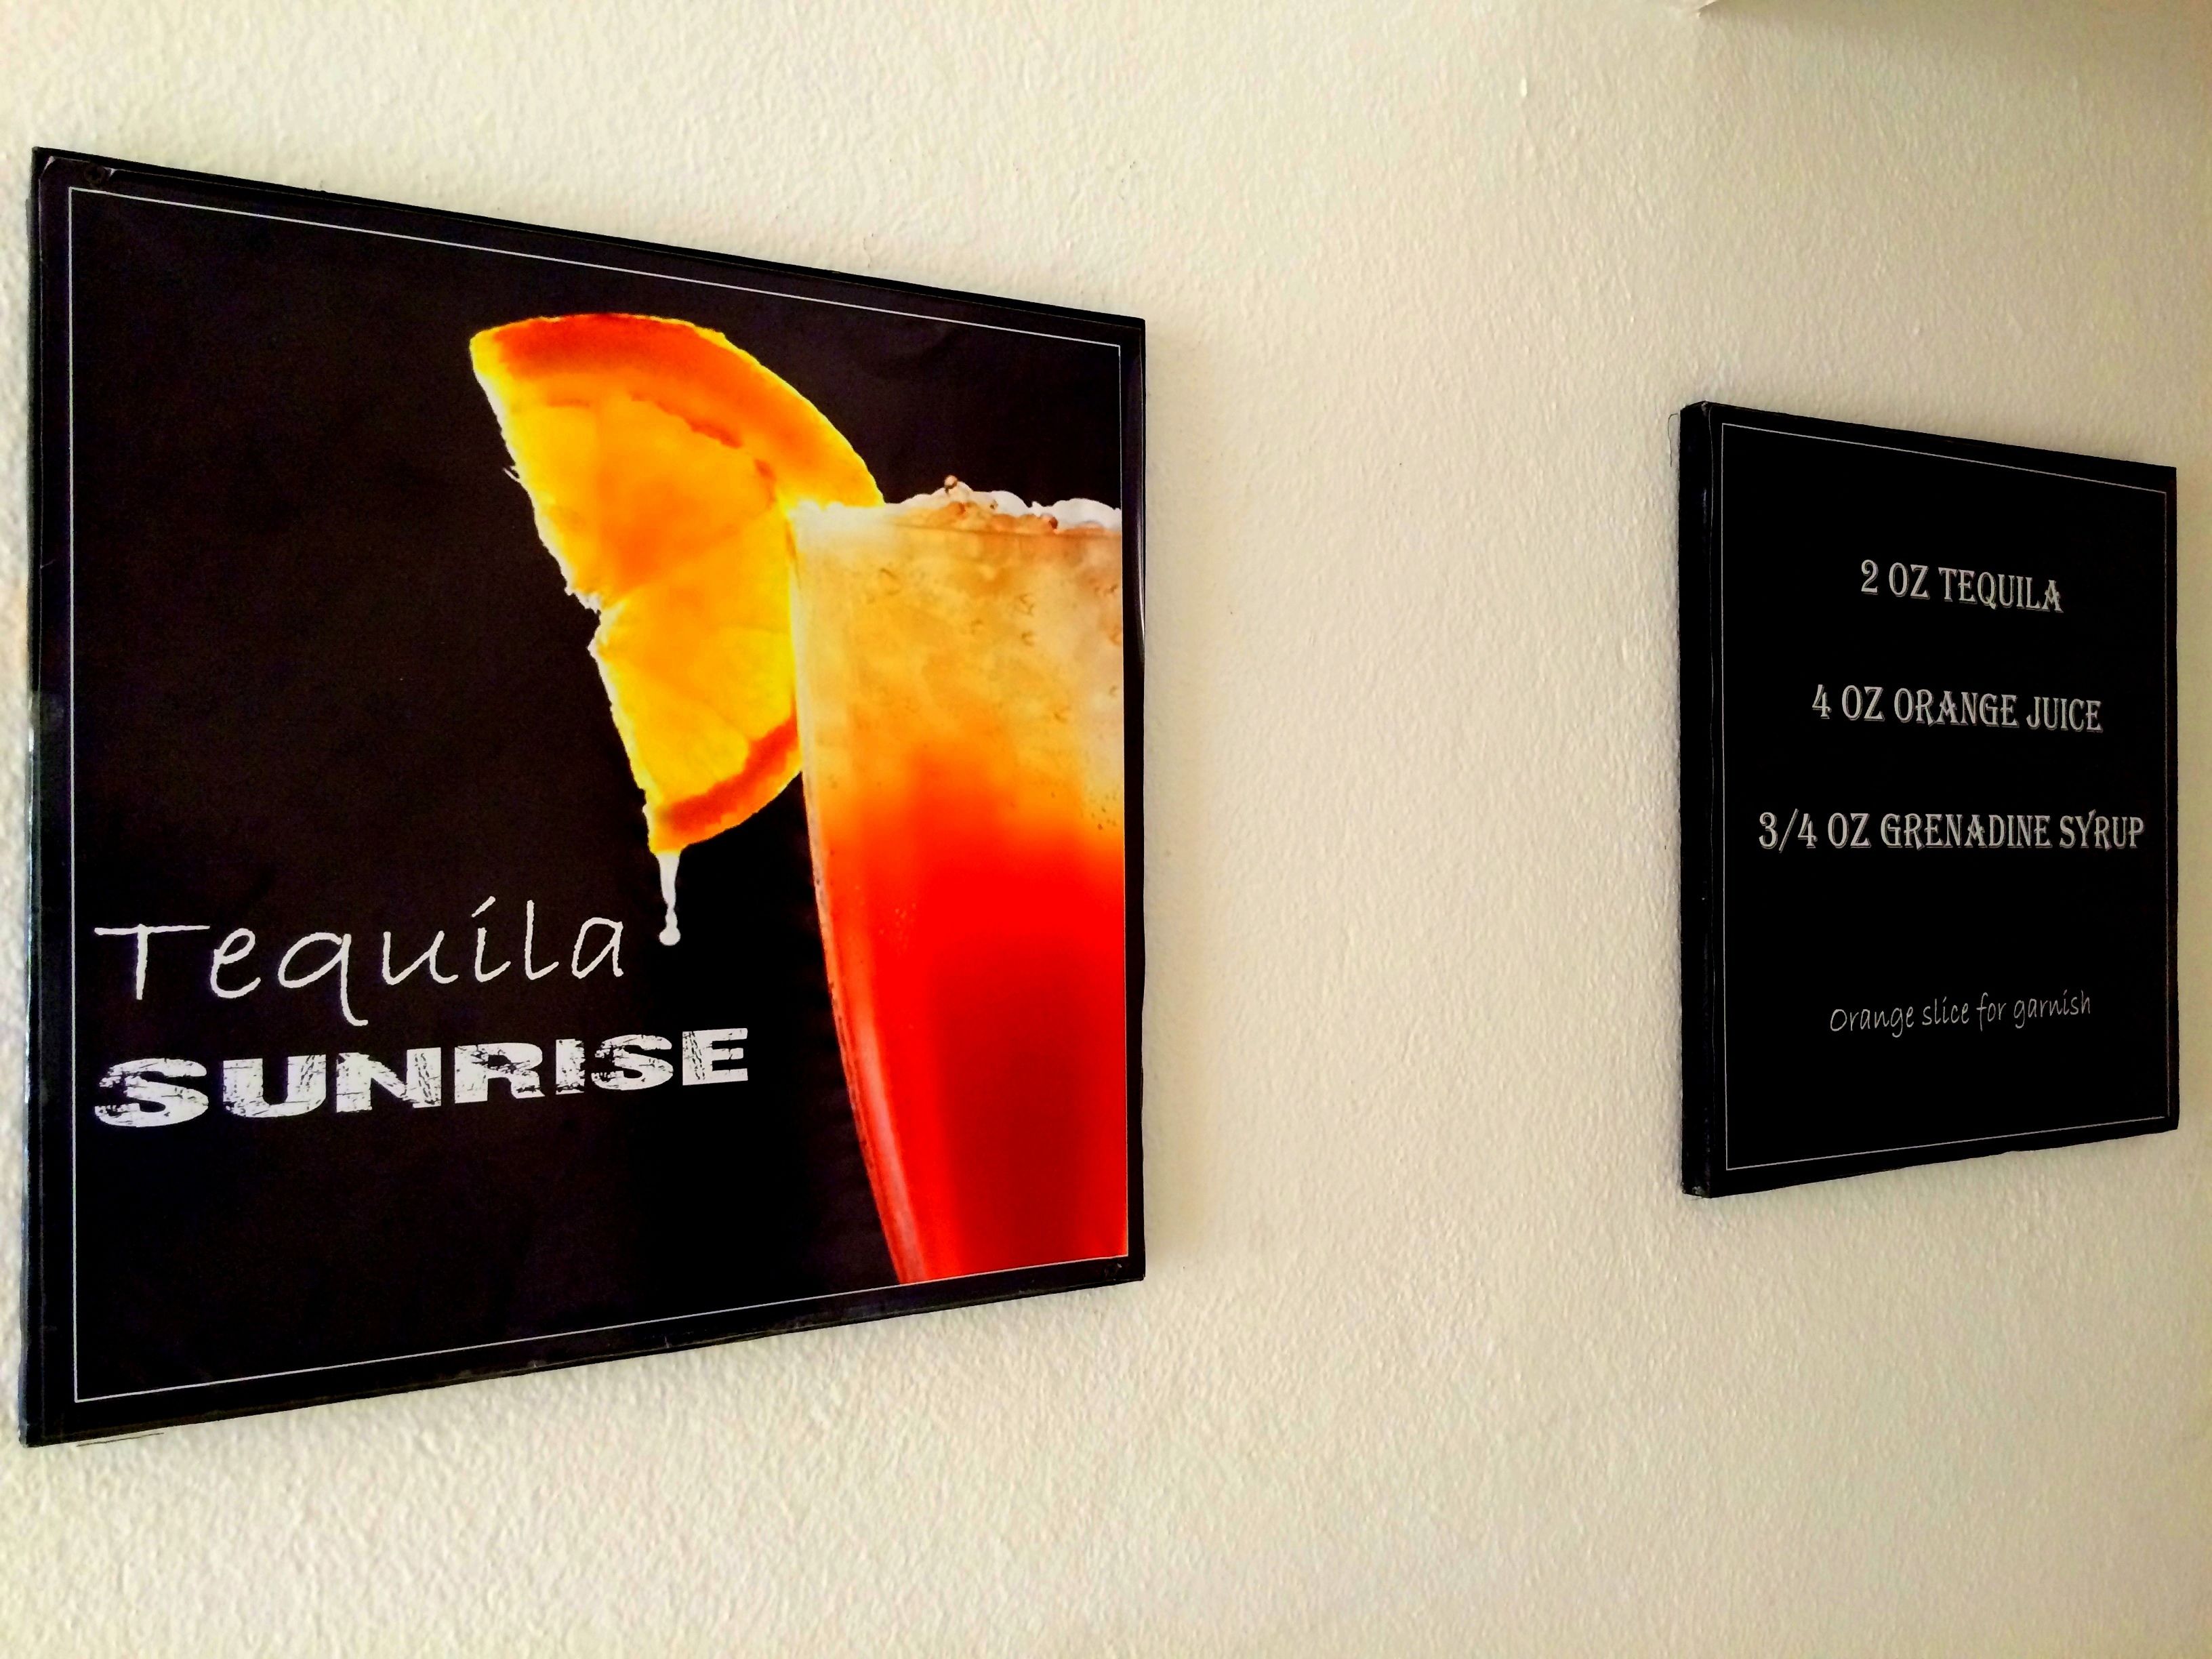 Tequila
SUNRISE
2 OZ TEQUILA
4 OZ ORANGE JUICE
3/4 OZ GRENADINE SYRUP
Orange slice for garnish